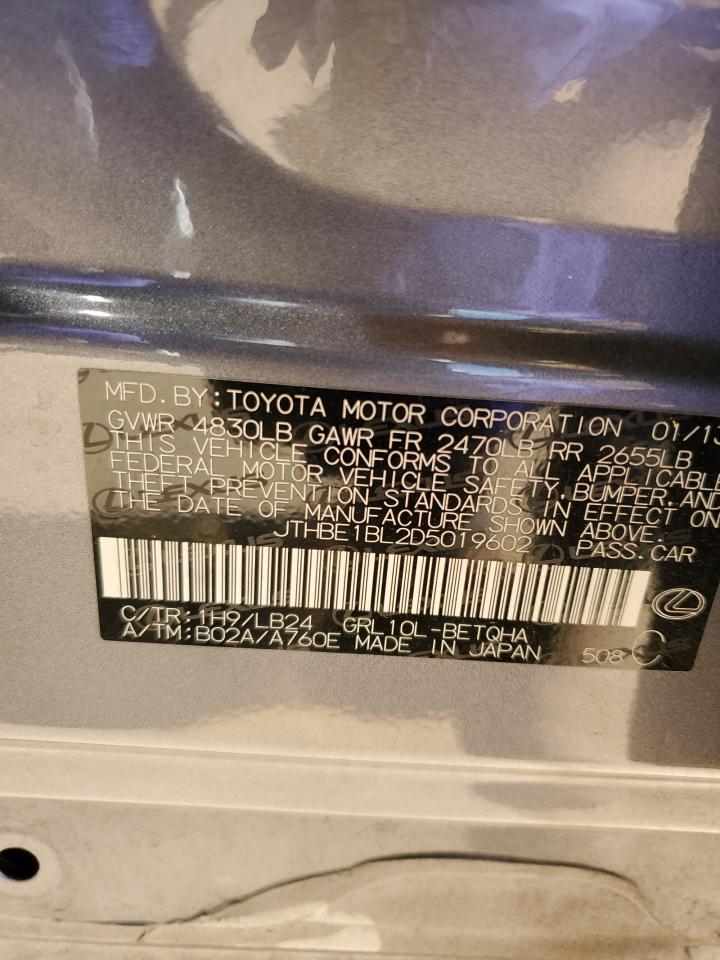 MFD. BY: TOYOTA MOTOR CORPORATION 01/13
GVWR 4830LB GAWR FR 2470LB RR 2655LB
THIS VEHICLE CONFORMS TO ALL APPLICABLE
FEDERAL MOTOR VEHICLE SAFETY, BUMPER, AND
THEFT PREVENTION STANDARDS IN EFFECT ON
THE DATE OF MANUFACTURE SHOWN ABOVE.
JTHBE1BL2D5019602 PASS. CAR
C/TR: 1H9/LB24 GRL10L-BETQHA
A/TM: B02A/A760E MADE IN JAPAN 508